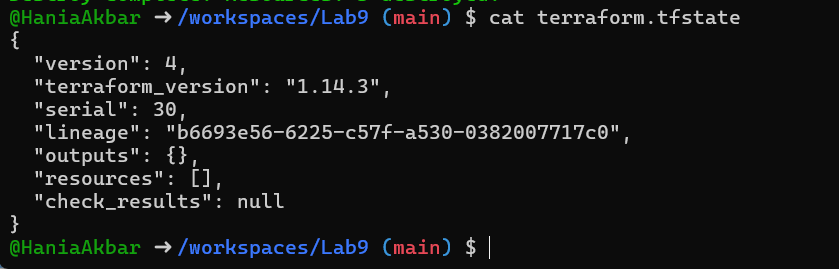 @HaniaAkbar ➜ /workspaces/Lab9 (main) $ cat terraform.tfstate
{
  "version": 4,
  "terraform_version": "1.14.3",
  "serial": 30,
  "lineage": "b6693e56-6225-c57f-a530-0382007717c0",
  "outputs": {},
  "resources": [],
  "check_results": null
}
@HaniaAkbar ➜ /workspaces/Lab9 (main) $